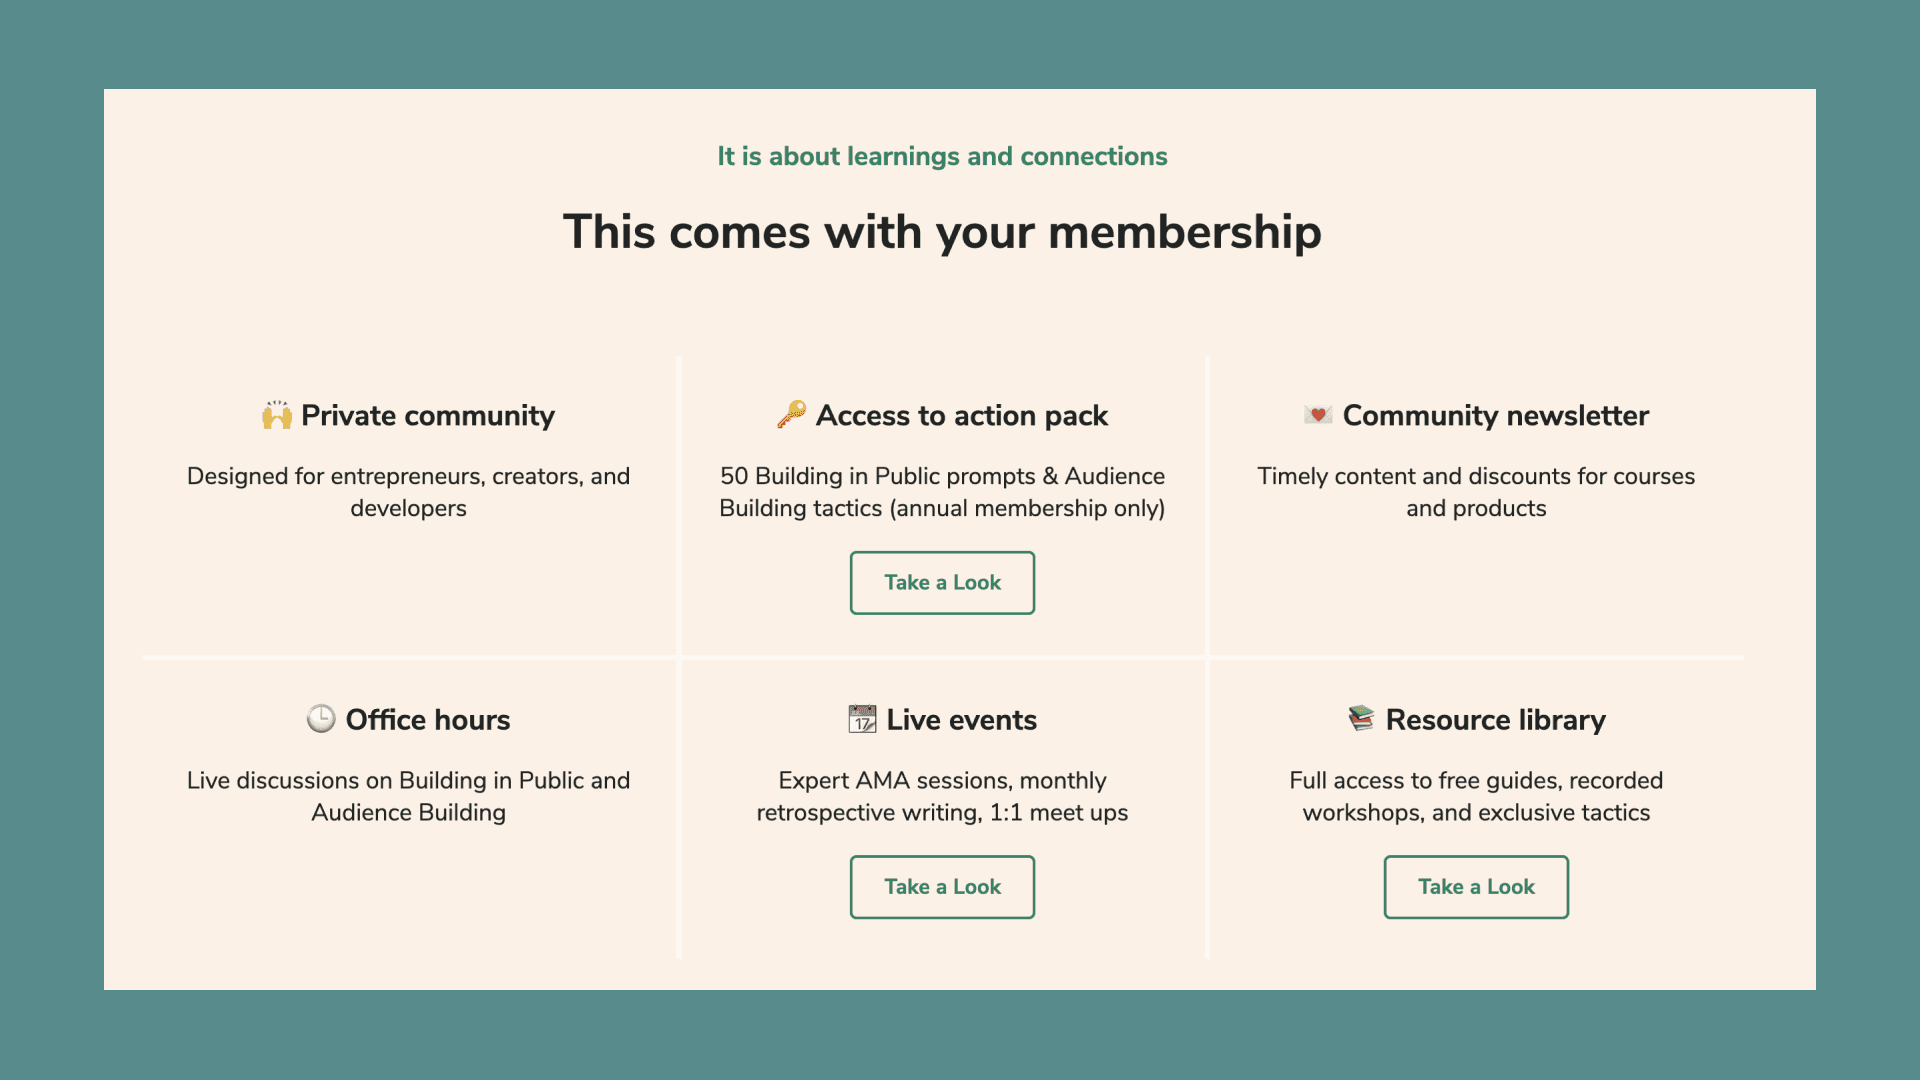 It is about learnings and connections
This comes with your membership
🙌 Private community
Designed for entrepreneurs, creators, and
developers
🔑 Access to action pack
50 Building in Public prompts & Audience
Building tactics (annual membership only)
Take a Look
💌 Community newsletter
Timely content and discounts for courses
and products
🕒 Office hours
Live discussions on Building in Public and
Audience Building
📆 Live events
Expert AMA sessions, monthly
retrospective writing, 1:1 meet ups
Take a Look
📚 Resource library
Full access to free guides, recorded
workshops, and exclusive tactics
Take a Look